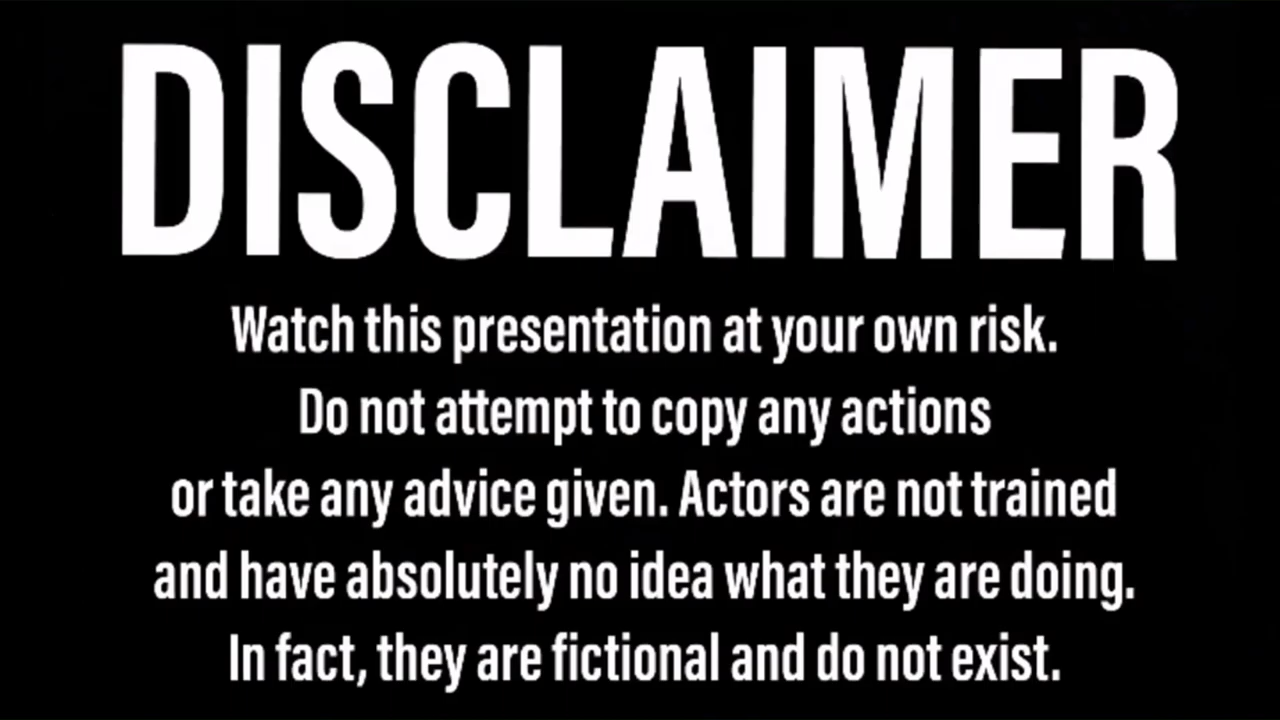 DISCLAIMER
Watch this presentation at your own risk.
Do not attempt to copy any actions
or take any advice given. Actors are not trained
and have absolutely no idea what they are doing.
In fact, they are fictional and do not exist.